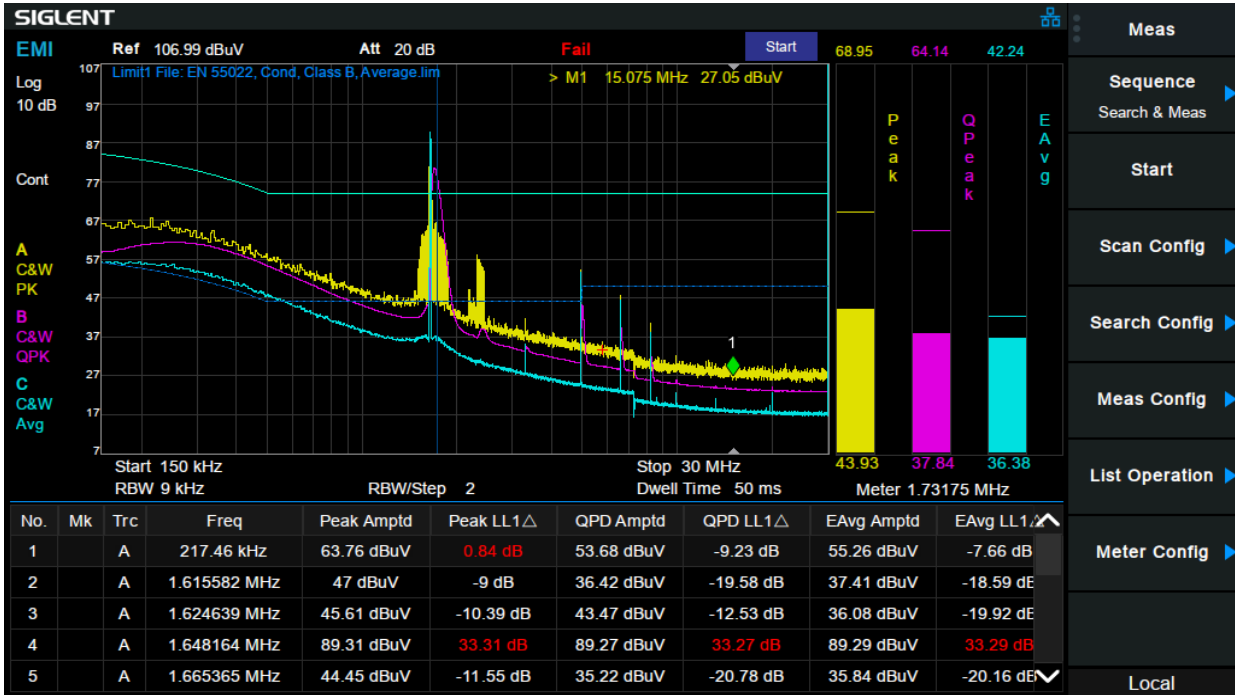 SIGLENT
EMI Ref 106.99 dBuV Att 20 dB Fail Start 68.95 64.14 42.24
Log
10 dB
Cont
A
C&W
PK
B
C&W
QPK
C
C&W
Avg
107
97
87
77
67
57
47
37
27
17
7
Limit1 File: EN 55022, Cond, Class B, Average.lim
> M1 15.075 MHz 27.05 dBuV
1
Peak
QPeak
EAvg
43.93 37.84 36.38
Start 150 kHz Stop 30 MHz
RBW 9 kHz RBW/Step 2 Dwell Time 50 ms Meter 1.73175 MHz
No. Mk Trc Freq Peak Amptd Peak LL1△ QPD Amptd QPD LL1△ EAvg Amptd EAvg LL1△
1 A 217.46 kHz 63.76 dBuV 0.84 dB 53.68 dBuV -9.23 dB 55.26 dBuV -7.66 dB
2 A 1.615582 MHz 47 dBuV -9 dB 36.42 dBuV -19.58 dB 37.41 dBuV -18.59 dB
3 A 1.624639 MHz 45.61 dBuV -10.39 dB 43.47 dBuV -12.53 dB 36.08 dBuV -19.92 dB
4 A 1.648164 MHz 89.31 dBuV 33.31 dB 89.27 dBuV 33.27 dB 89.29 dBuV 33.29 dB
5 A 1.665365 MHz 44.45 dBuV -11.55 dB 35.22 dBuV -20.78 dB 35.84 dBuV -20.16 dB
Meas
Sequence
Search & Meas
Start
Scan Config
Search Config
Meas Config
List Operation
Meter Config
Local